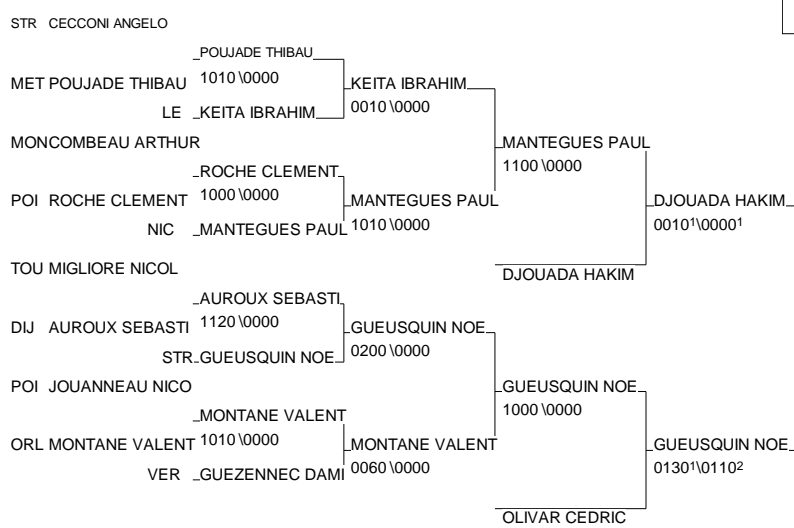 STR CECCONI ANGELO
POUJADE THIBAU
MET POUJADE THIBAU 1010\0000 KEITA IBRAHIM
LE KEITA IBRAHIM 0010\0000
MONCOMBEAU ARTHUR MANTEGUES PAUL
1100\0000
ROCHE CLEMENT
POI ROCHE CLEMENT 1000\0000 MANTEGUES PAUL DJOUADA HAKIM
NIC MANTEGUES PAUL 1010\0000 0010¹\0000¹
TOU MIGLIORE NICOL DJOUADA HAKIM
AUROUX SEBASTI
DIJ AUROUX SEBASTI 1120\0000 GUEUSQUIN NOE
STR GUEUSQUIN NOE 0200\0000
POI JOUANNEAU NICO GUEUSQUIN NOE
1000\0000
MONTANE VALENT
ORL MONTANE VALENT 1010\0000 MONTANE VALENT GUEUSQUIN NOE
VER GUEZENNEC DAMI 0060\0000 0130¹\0110²
OLIVAR CEDRIC